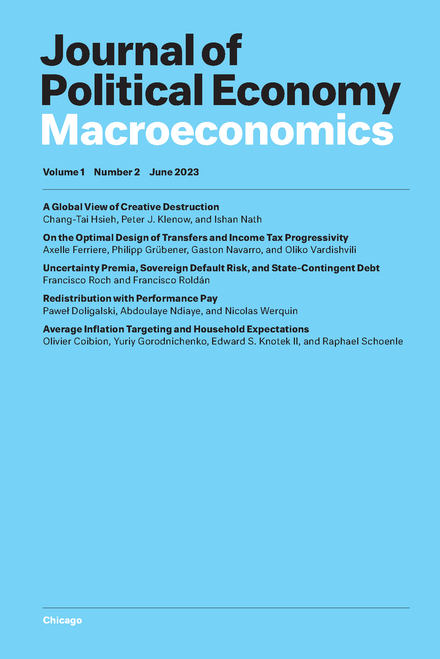 Journal of
Political Economy
Macroeconomics
Volume 1 Number 2 June 2023
A Global View of Creative Destruction
Chang-Tai Hsieh, Peter J. Klenow, and Ishan Nath
On the Optimal Design of Transfers and Income Tax Progressivity
Axelle Ferriere, Philipp Grübener, Gaston Navarro, and Oliko Vardishvili
Uncertainty Premia, Sovereign Default Risk, and State-Contingent Debt
Francisco Roch and Francisco Roldán
Redistribution with Performance Pay
Paweł Doligalski, Abdoulaye Ndiaye, and Nicolas Werquin
Average Inflation Targeting and Household Expectations
Olivier Coibion, Yuriy Gorodnichenko, Edward S. Knotek II, and Raphael Schoenle
Chicago